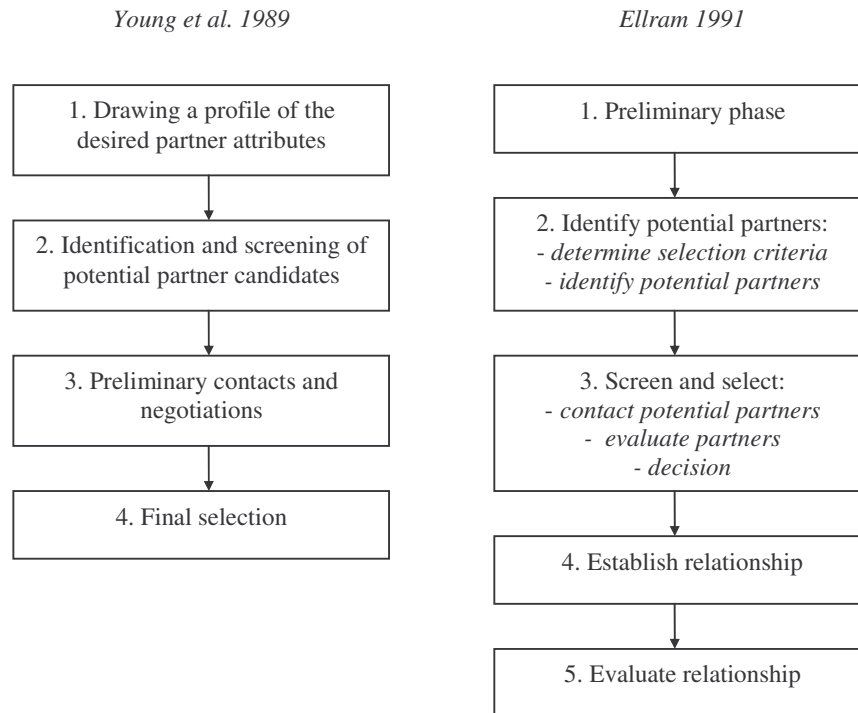 Young et al. 1989
1. Drawing a profile of the
desired partner attributes
2. Identification and screening of
potential partner candidates
3. Preliminary contacts and
negotiations
4. Final selection
Ellram 1991
1. Preliminary phase
2. Identify potential partners:
- determine selection criteria
- identify potential partners
3. Screen and select:
- contact potential partners
- evaluate partners
- decision
4. Establish relationship
5. Evaluate relationship